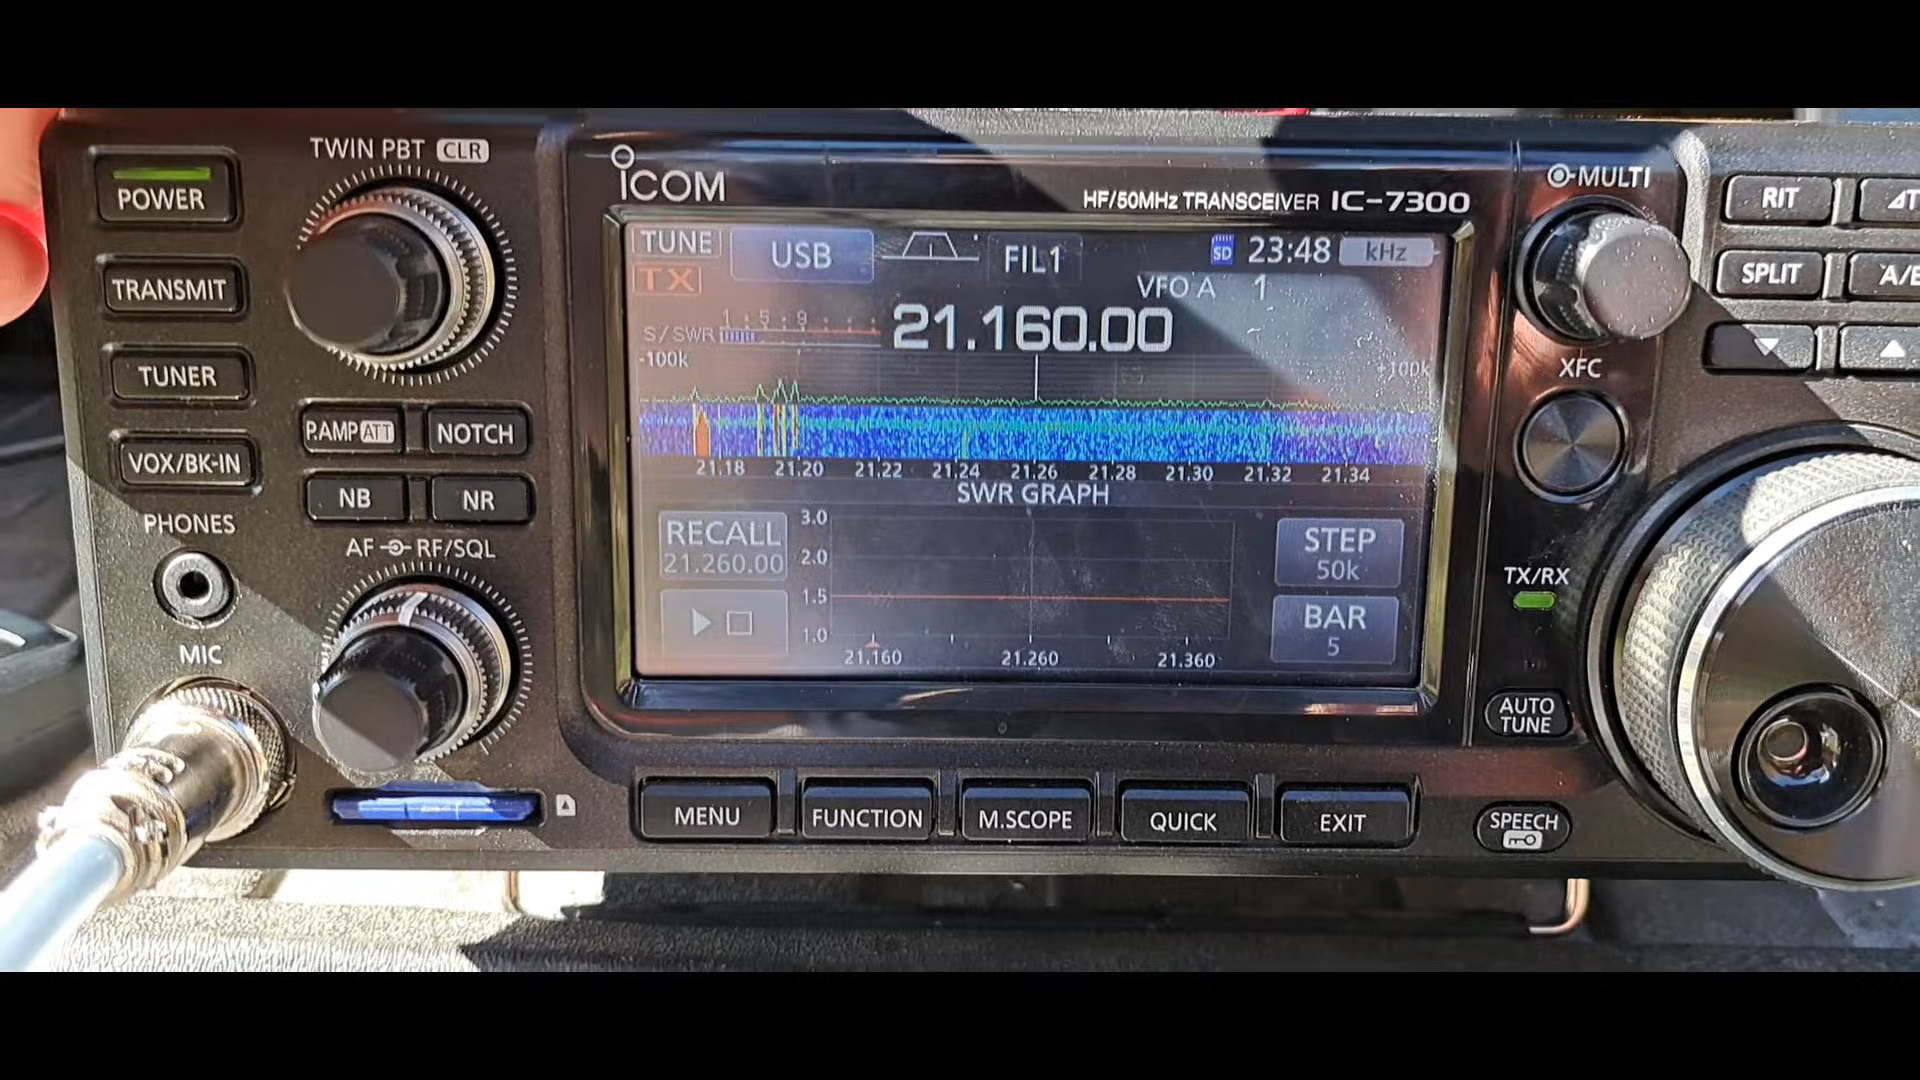 POWER
TWIN PBT CLR
TRANSMIT
TUNER
VOX/BK-IN
P.AMP ATT
NOTCH
NB
NR
PHONES
AF RF/SQL
MIC
ICOM
HF/50MHz TRANSCEIVER IC-7300
TUNE
USB
FIL1
SD
23:48
kHz
TX
VFO A 1
1 5 9
S/SWR
21.160.00
-100k
+100k
21.18 21.20 21.22 21.24 21.26 21.28 21.30 21.32 21.34
SWR GRAPH
RECALL
21.260.00
3.0
2.0
1.5
1.0
21.160 21.260 21.360
STEP
50k
BAR
5
MENU
FUNCTION
M.SCOPE
QUICK
EXIT
MULTI
RIT
SPLIT
XFC
TX/RX
AUTO
TUNE
SPEECH